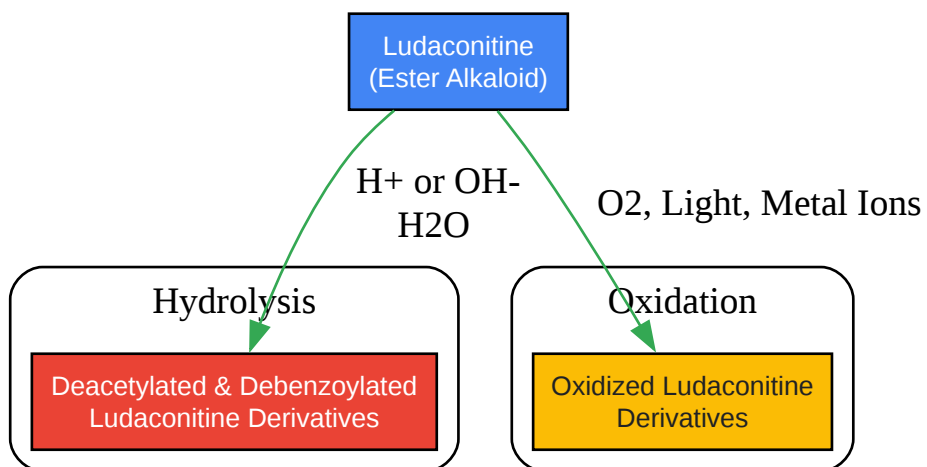 Ludaconitine
(Ester Alkaloid)
H+ or OH-
H2O
O2, Light, Metal Ions
Hydrolysis
Oxidation
Deacetylated & Debenzoylated
Ludaconitine Derivatives
Oxidized Ludaconitine
Derivatives